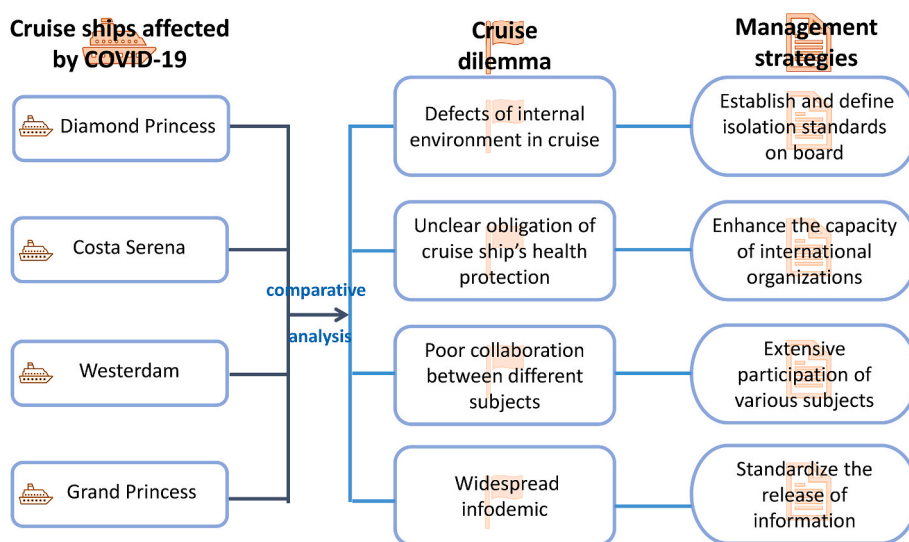 Cruise ships affected
by COVID-19
Cruise
dilemma
Management
strategies
Diamond Princess
Costa Serena
Westerdam
Grand Princess
comparative
analysis
Defects of internal
environment in cruise
Unclear obligation of
cruise ship's health
protection
Poor collaboration
between different
subjects
Widespread
infodemic
Establish and define
isolation standards
on board
Enhance the capacity
of international
organizations
Extensive
participation of
various subjects
Standardize the
release of
information